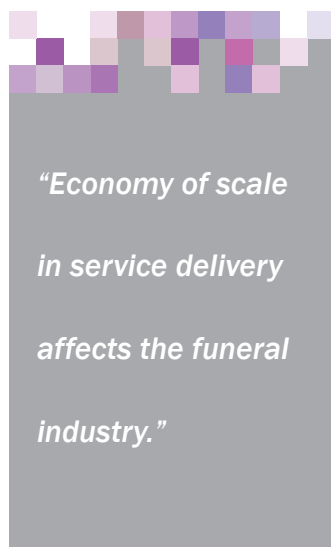 “Economy of scale
in service delivery
affects the funeral
industry.”